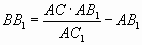 BB₁ = AC · AB₁ / AC₁ − AB₁